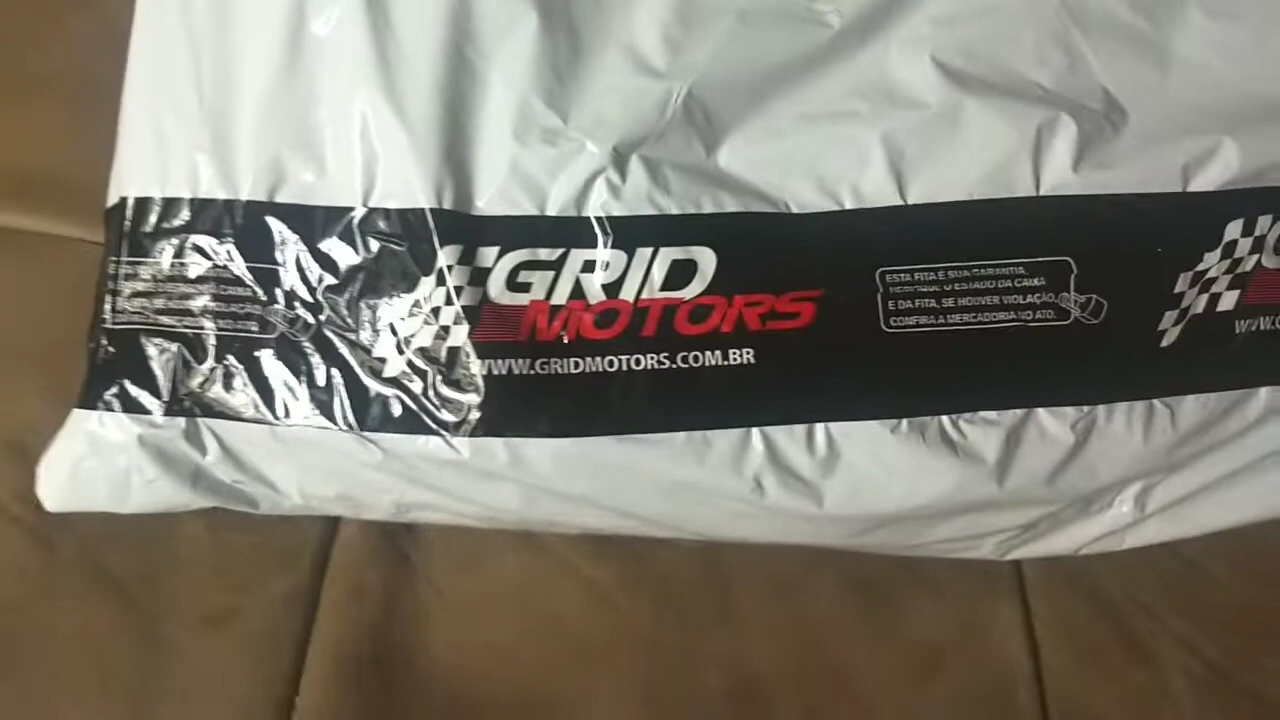 GRID
MOTORS
WWW.GRIDMOTORS.COM.BR
ESTA FITA É SUA GARANTIA,
VERIFIQUE O ESTADO DA CAIXA
E DA FITA, SE HOUVER VIOLAÇÃO,
CONFIRA A MERCADORIA NO ATO.